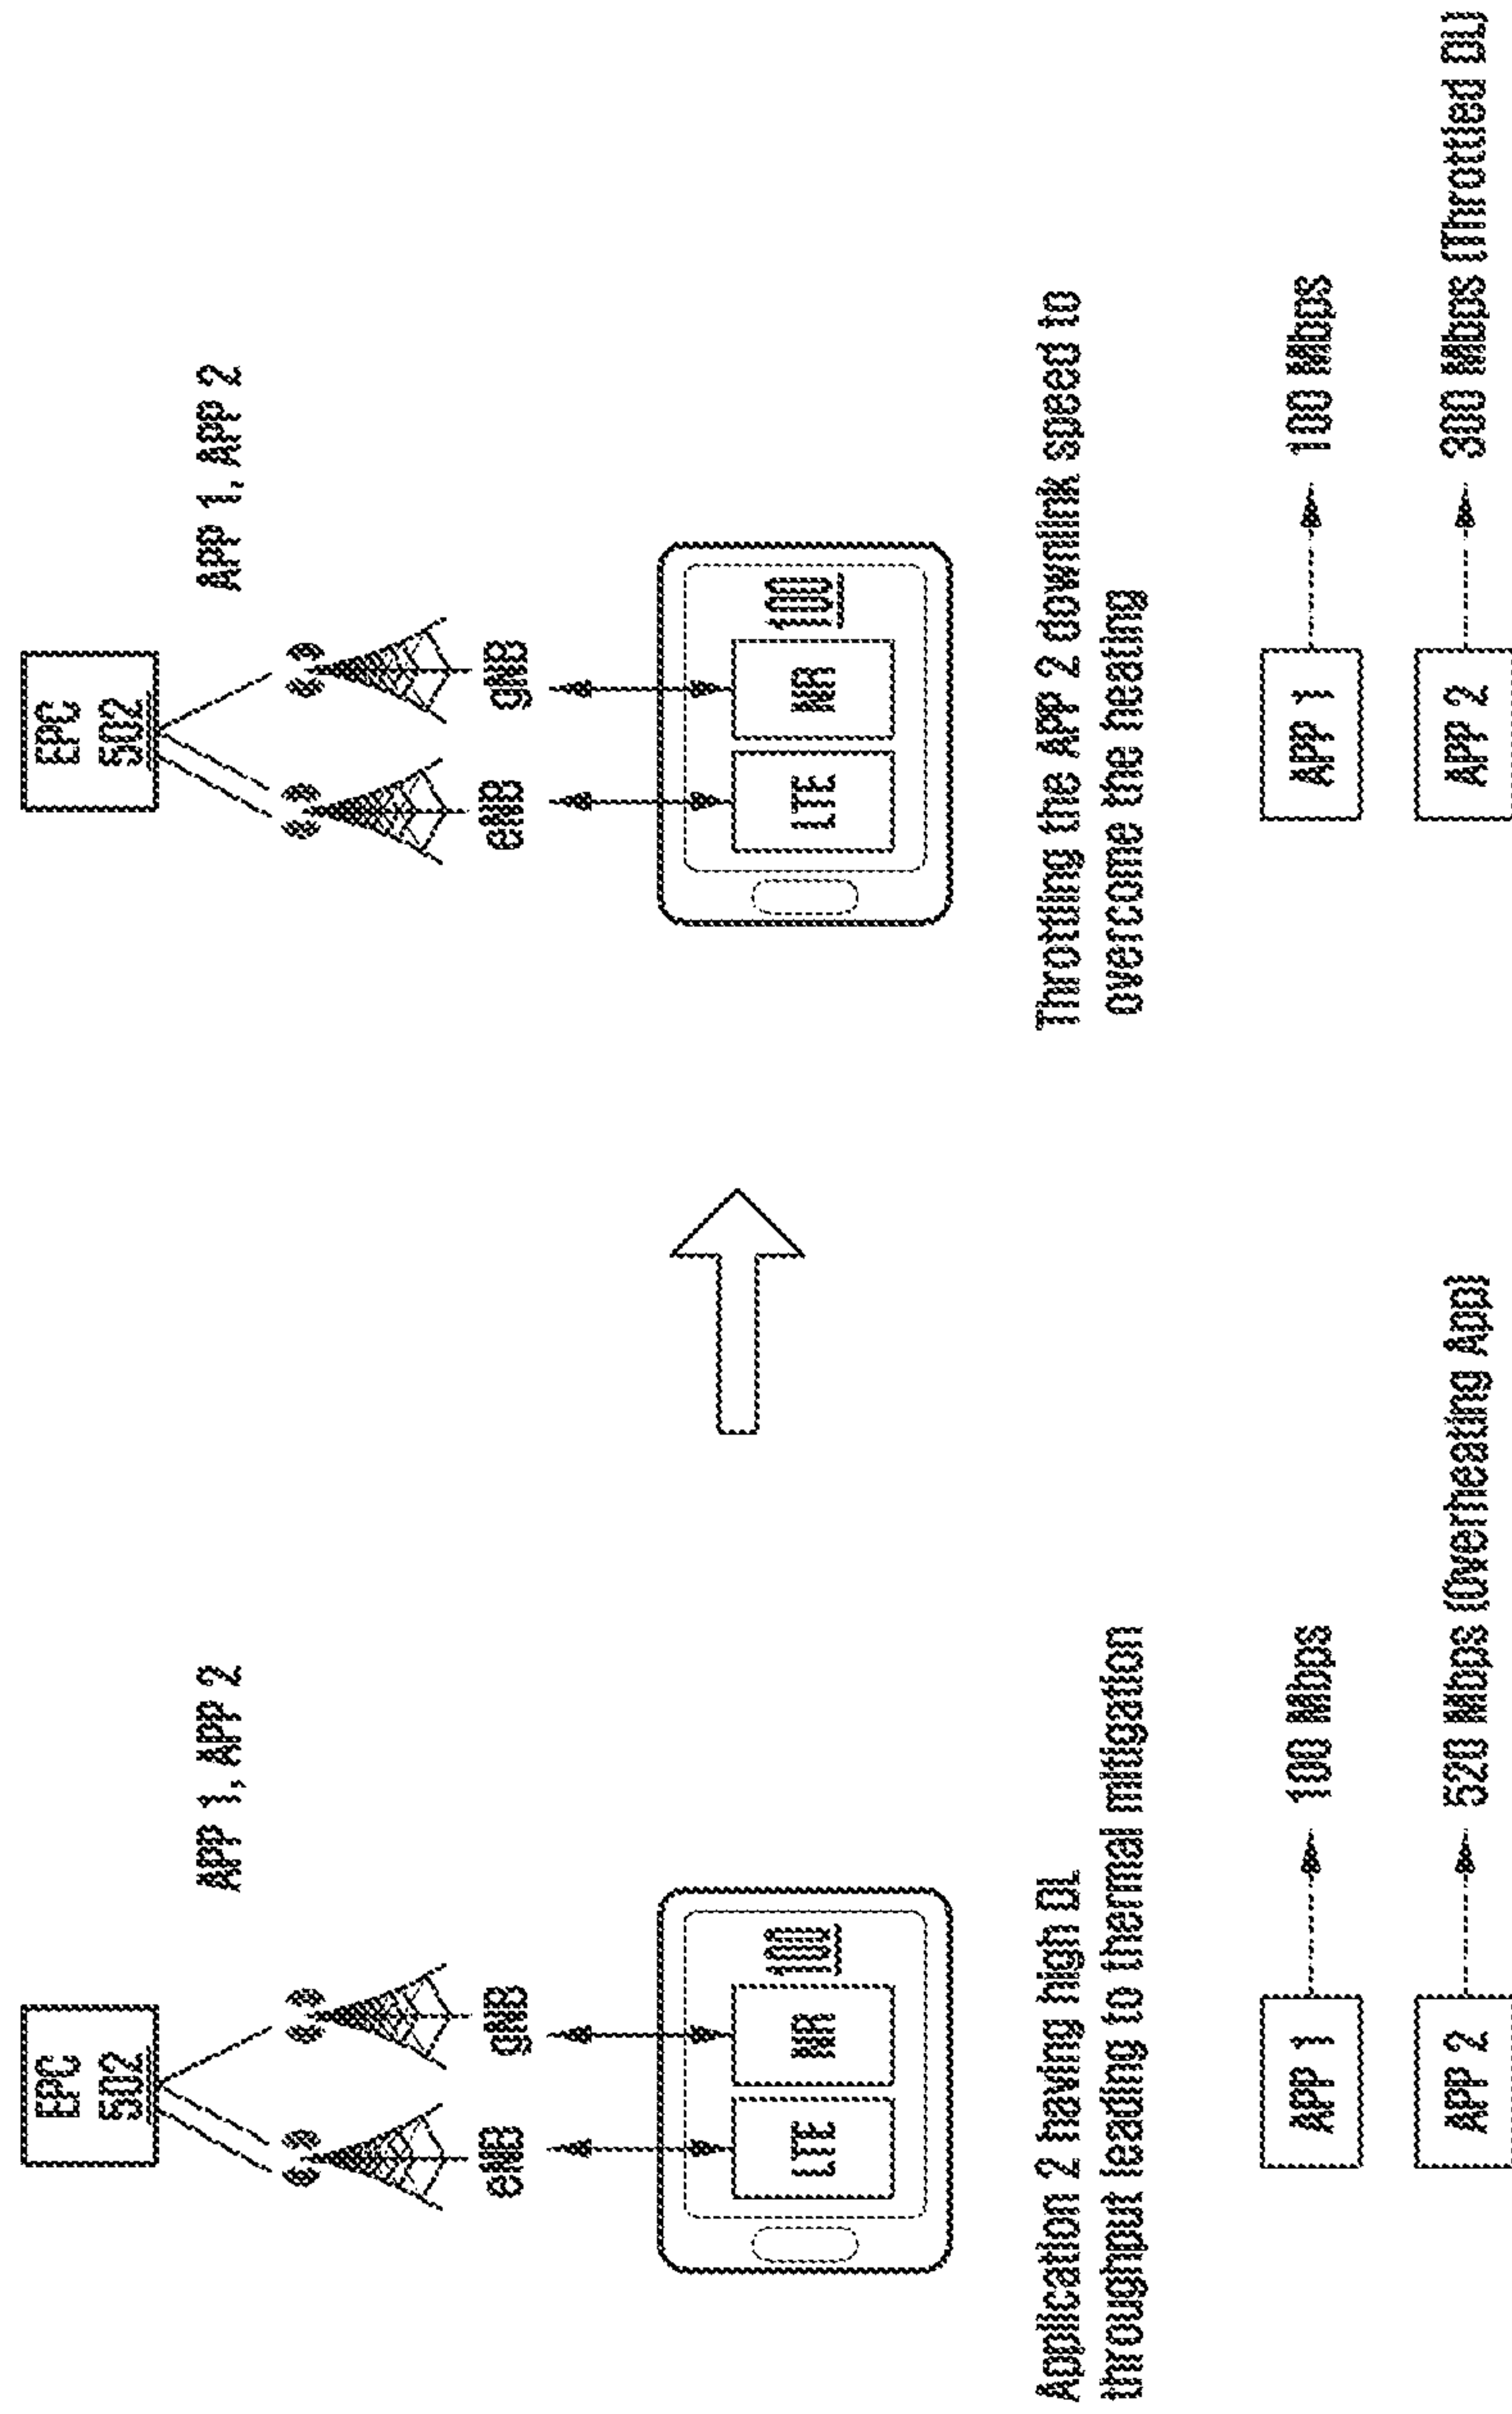 EPC
502
APP 1, APP 2
eNB
gNB
LTE
NR
100
Application 2 having high DL
throughput leading to thermal mitigation
APP 1
100 Mbps
APP 2
520 Mbps (Overheating App)
EPC
502
APP 1, APP 2
eNB
gNB
LTE
NR
100
Throttling the APP 2 downlink speed to
overcome the heating
APP 1
100 Mbps
APP 2
300 Mbps (Throttled DL)